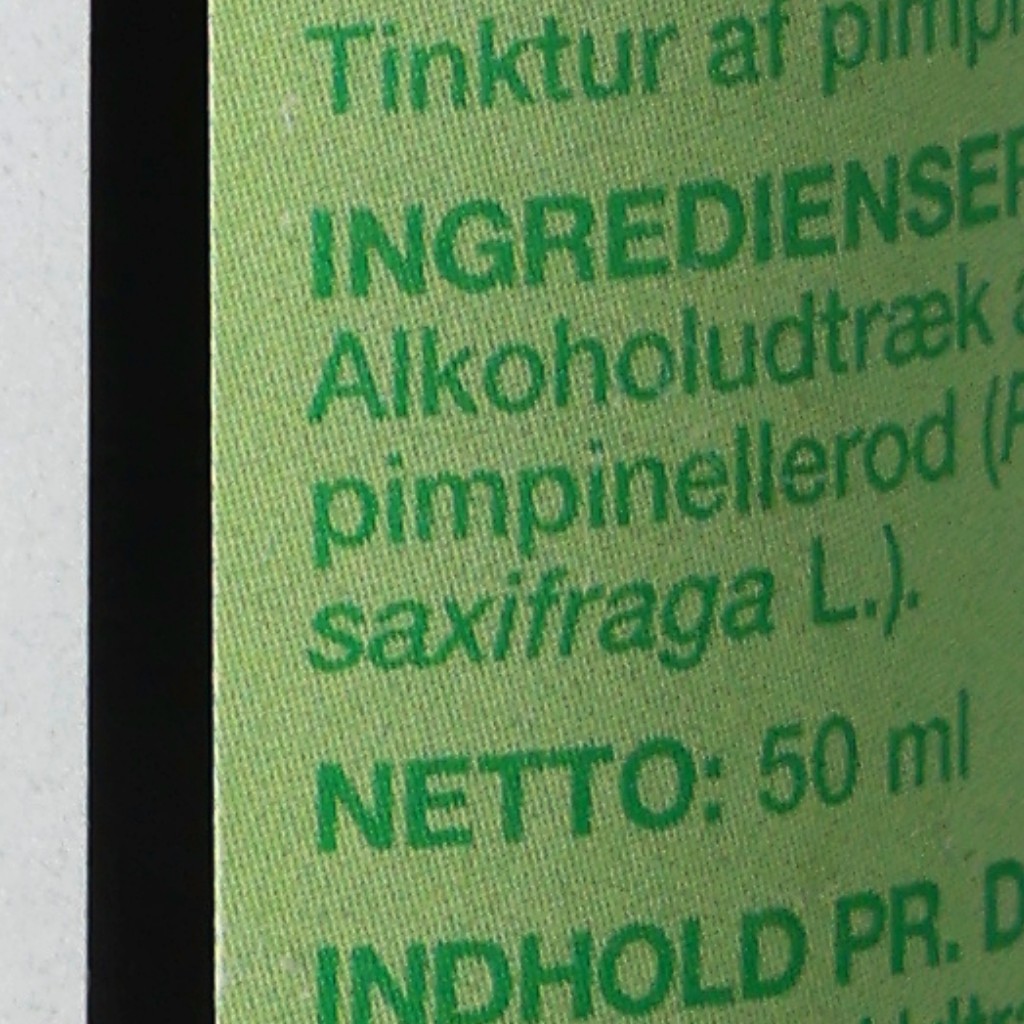 Tinktur af
INGREDIENSER
Alkoholudtræk
pimpinellerod
saxifraga L.).
NETTO: 50 ml
INDHOLD PR.